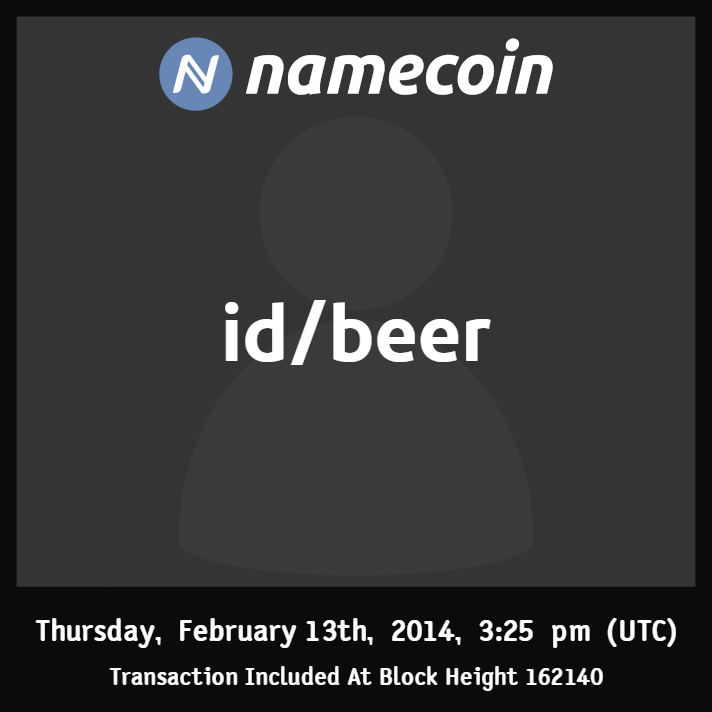 namecoin
id/beer
Thursday, February 13th, 2014, 3:25 pm (UTC)
Transaction Included At Block Height 162140